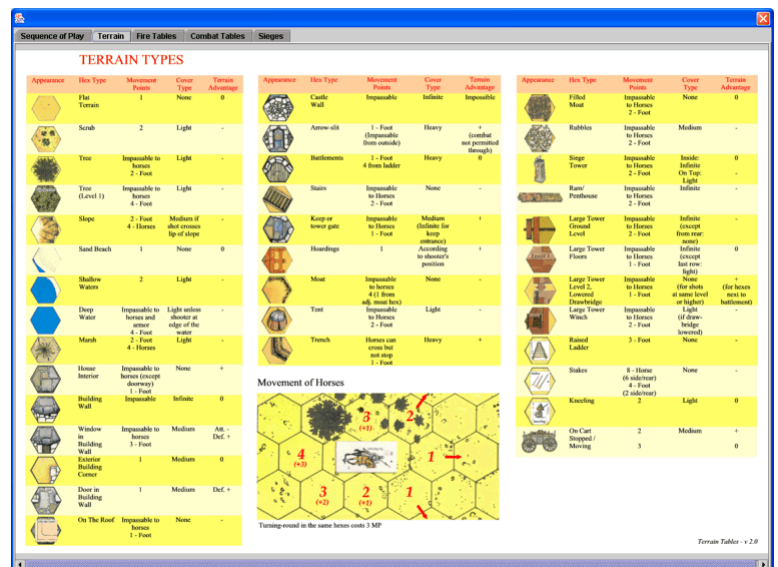 Sequence of Play
Terrain
Fire Tables
Combat Tables
Sieges
TERRAIN TYPES
Appearance Hex Type Movement Points Cover Type Terrain Advantage
Flat Terrain 1 None 0
Scrub 2 Light -
Tree Impassable to horses 2 - Foot Light -
Tree (Level 1) Impassable to horses 4 - Foot Light -
Slope 2 - Foot 4 - Horses Medium if shot crosses lip of slope -
Sand Beach 1 None 0
Shallow Waters 2 Light -
Deep Water Impassable to horses and armor 4 - Foot Light unless shooter at edge of the water -
Marsh 2 - Foot 4 - Horses Light -
House Interior Impassable to horses (except doorway) 1 - Foot None +
Building Wall Impassable Infinite 0
Window in Building Wall Impassable to horses 3 - Foot Medium Att. - Def. +
Exterior Building Corner 1 Medium 0
Door in Building Wall 1 Medium Def. +
On The Roof Impassable to horses 1 - Foot None -
Appearance Hex Type Movement Points Cover Type Terrain Advantage
Castle Wall Impassable Infinite Impossible
Arrow-slit 1 - Foot (Impassable from outside) Heavy + (combat not permitted through)
Battlements 1 - Foot 4 from ladder Heavy 0
Stairs Impassable to Horses 2 - Foot None -
Keep or tower gate Impassable to Horses 1 - Foot Medium (Infinite for keep entrance) +
Hoardings 1 According to shooter's position +
Moat Impassable to horses 4 (1 from adj. moat hex) None -
Tent Impassable to Horses 2 - Foot Light -
Trench Horses can cross but not stop 1 - Foot Heavy +
Movement of Horses
3 (+1)
2
4 (+3)
1
3 (+2)
2 (+1)
1
Turning-round in the same hexes costs 3 MP
Appearance Hex Type Movement Points Cover Type Terrain Advantage
Filled Moat Impassable to Horses 2 - Foot None 0
Rubbles Impassable to Horses 2 - Foot Medium -
Siege Tower Impassable to Horses 2 - Foot Inside: Infinite On Top: Light 0 -
Ram/ Penthouse Impassable to Horses 2 - Foot Infinite -
Large Tower Ground Level Impassable to Horses 2 - Foot Infinite (except from rear: none) -
Large Tower Floors Impassable to Horses 1 - Foot Infinite (except last row: light) 0
Large Tower Level 2, Lowered Drawbridge Impassable to Horses 1 - Foot None (for shots at same level or higher) + (for hexes next to battlement)
Large Tower Winch Impassable to Horses 2 - Foot Light (if draw-bridge lowered) -
Raised Ladder 3 - Foot None -
Stakes 8 - Horse (6 side/rear) 4 - Foot (2 side/rear) None -
Kneeling 2 Light 0
On Cart Stopped / Moving 2 3 Medium + 0
Terrain Tables - v 2.0